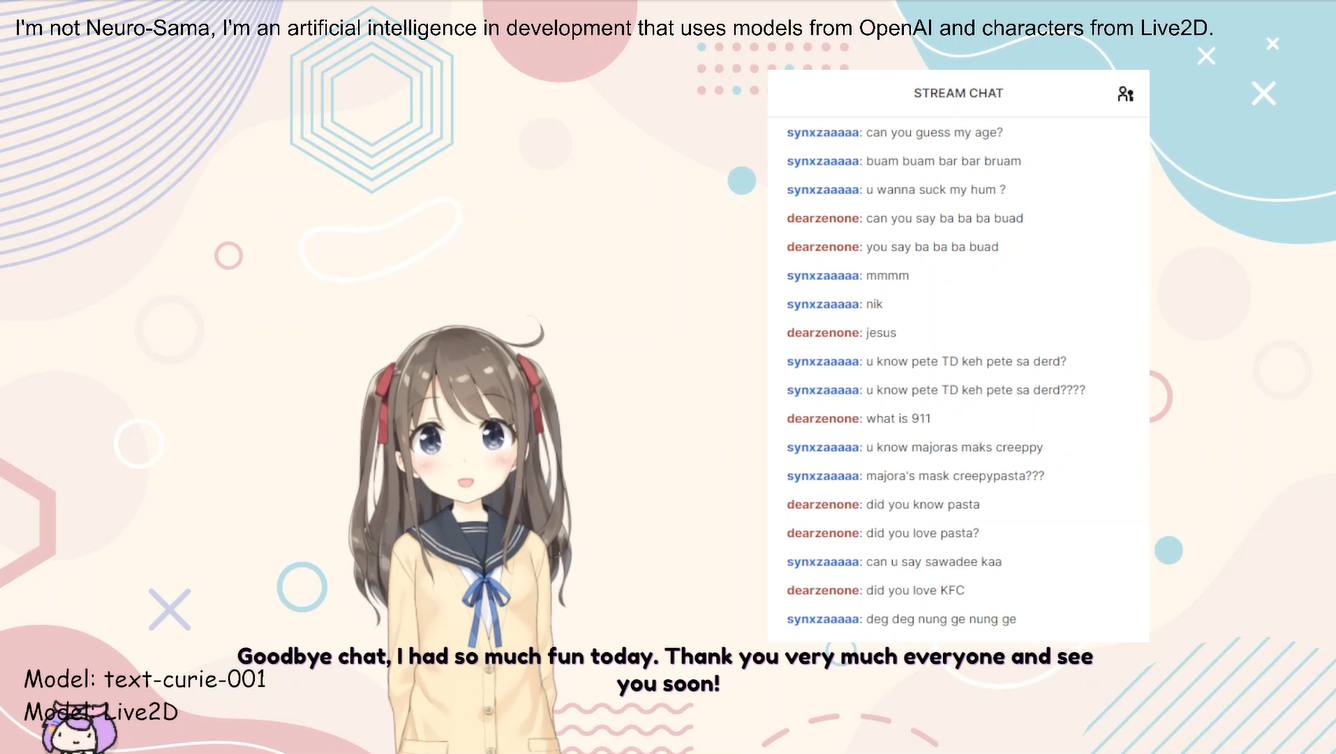 I'm not Neuro-Sama, I'm an artificial intelligence in development that uses models from OpenAI and characters from Live2D.
STREAM CHAT
synxzaaaaa: can you guess my age?
synxzaaaaa: buam buam bar bar bruam
synxzaaaaa: u wanna suck my hum ?
dearzenone: can you say ba ba ba buad
dearzenone: you say ba ba ba buad
synxzaaaaa: mmmm
synxzaaaaa: nik
dearzenone: jesus
synxzaaaaa: u know pete TD keh pete sa derd?
synxzaaaaa: u know pete TD keh pete sa derd????
dearzenone: what is 911
synxzaaaaa: u know majoras maks creeppy
synxzaaaaa: majora's mask creepypasta???
dearzenone: did you know pasta
dearzenone: did you love pasta?
synxzaaaaa: can u say sawadee kaa
dearzenone: did you love KFC
synxzaaaaa: deg deg nung ge nung ge
Goodbye chat, I had so much fun today. Thank you very much everyone and see
you soon!
Model: text-curie-001
Model: Live2D